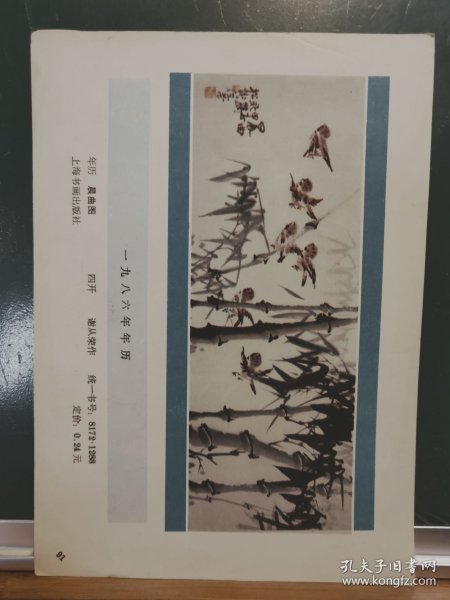 一九八六年年历
年历 晨曲图 四开 谢从荣作 统一书号：8172·1288
上海书画出版社 定价：0.24元
91
孔夫子旧书网
www.kongfz.com